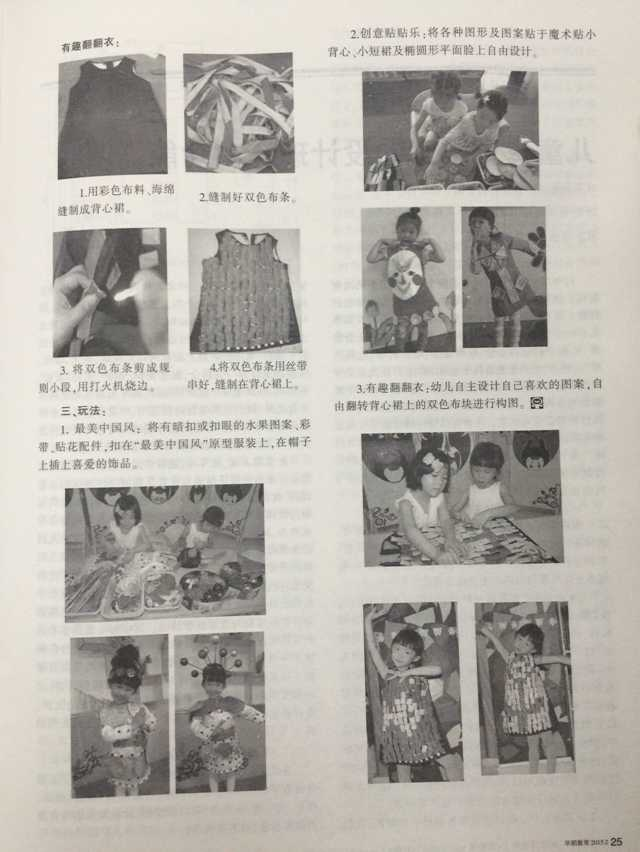 有趣翻翻衣：
1.用彩色布料、海绵
缝制成背心裙。
2.缝制好双色布条。
3. 将双色布条剪成规
则小段,用打火机烧边。
4.将双色布条用丝带
串好,缝制在背心裙上。
三、玩法：
1. 最美中国风：将有暗扣或扣眼的水果图案、彩
带、贴花配件,扣在“最美中国风”原型服装上,在帽子
上插上喜爱的饰品。
2.创意贴贴乐：将各种图形及图案贴于魔术贴小
背心、小短裙及椭圆形平面脸上自由设计。
3.有趣翻翻衣：幼儿自主设计自己喜欢的图案,自
由翻转背心裙上的双色布块进行构图。
25